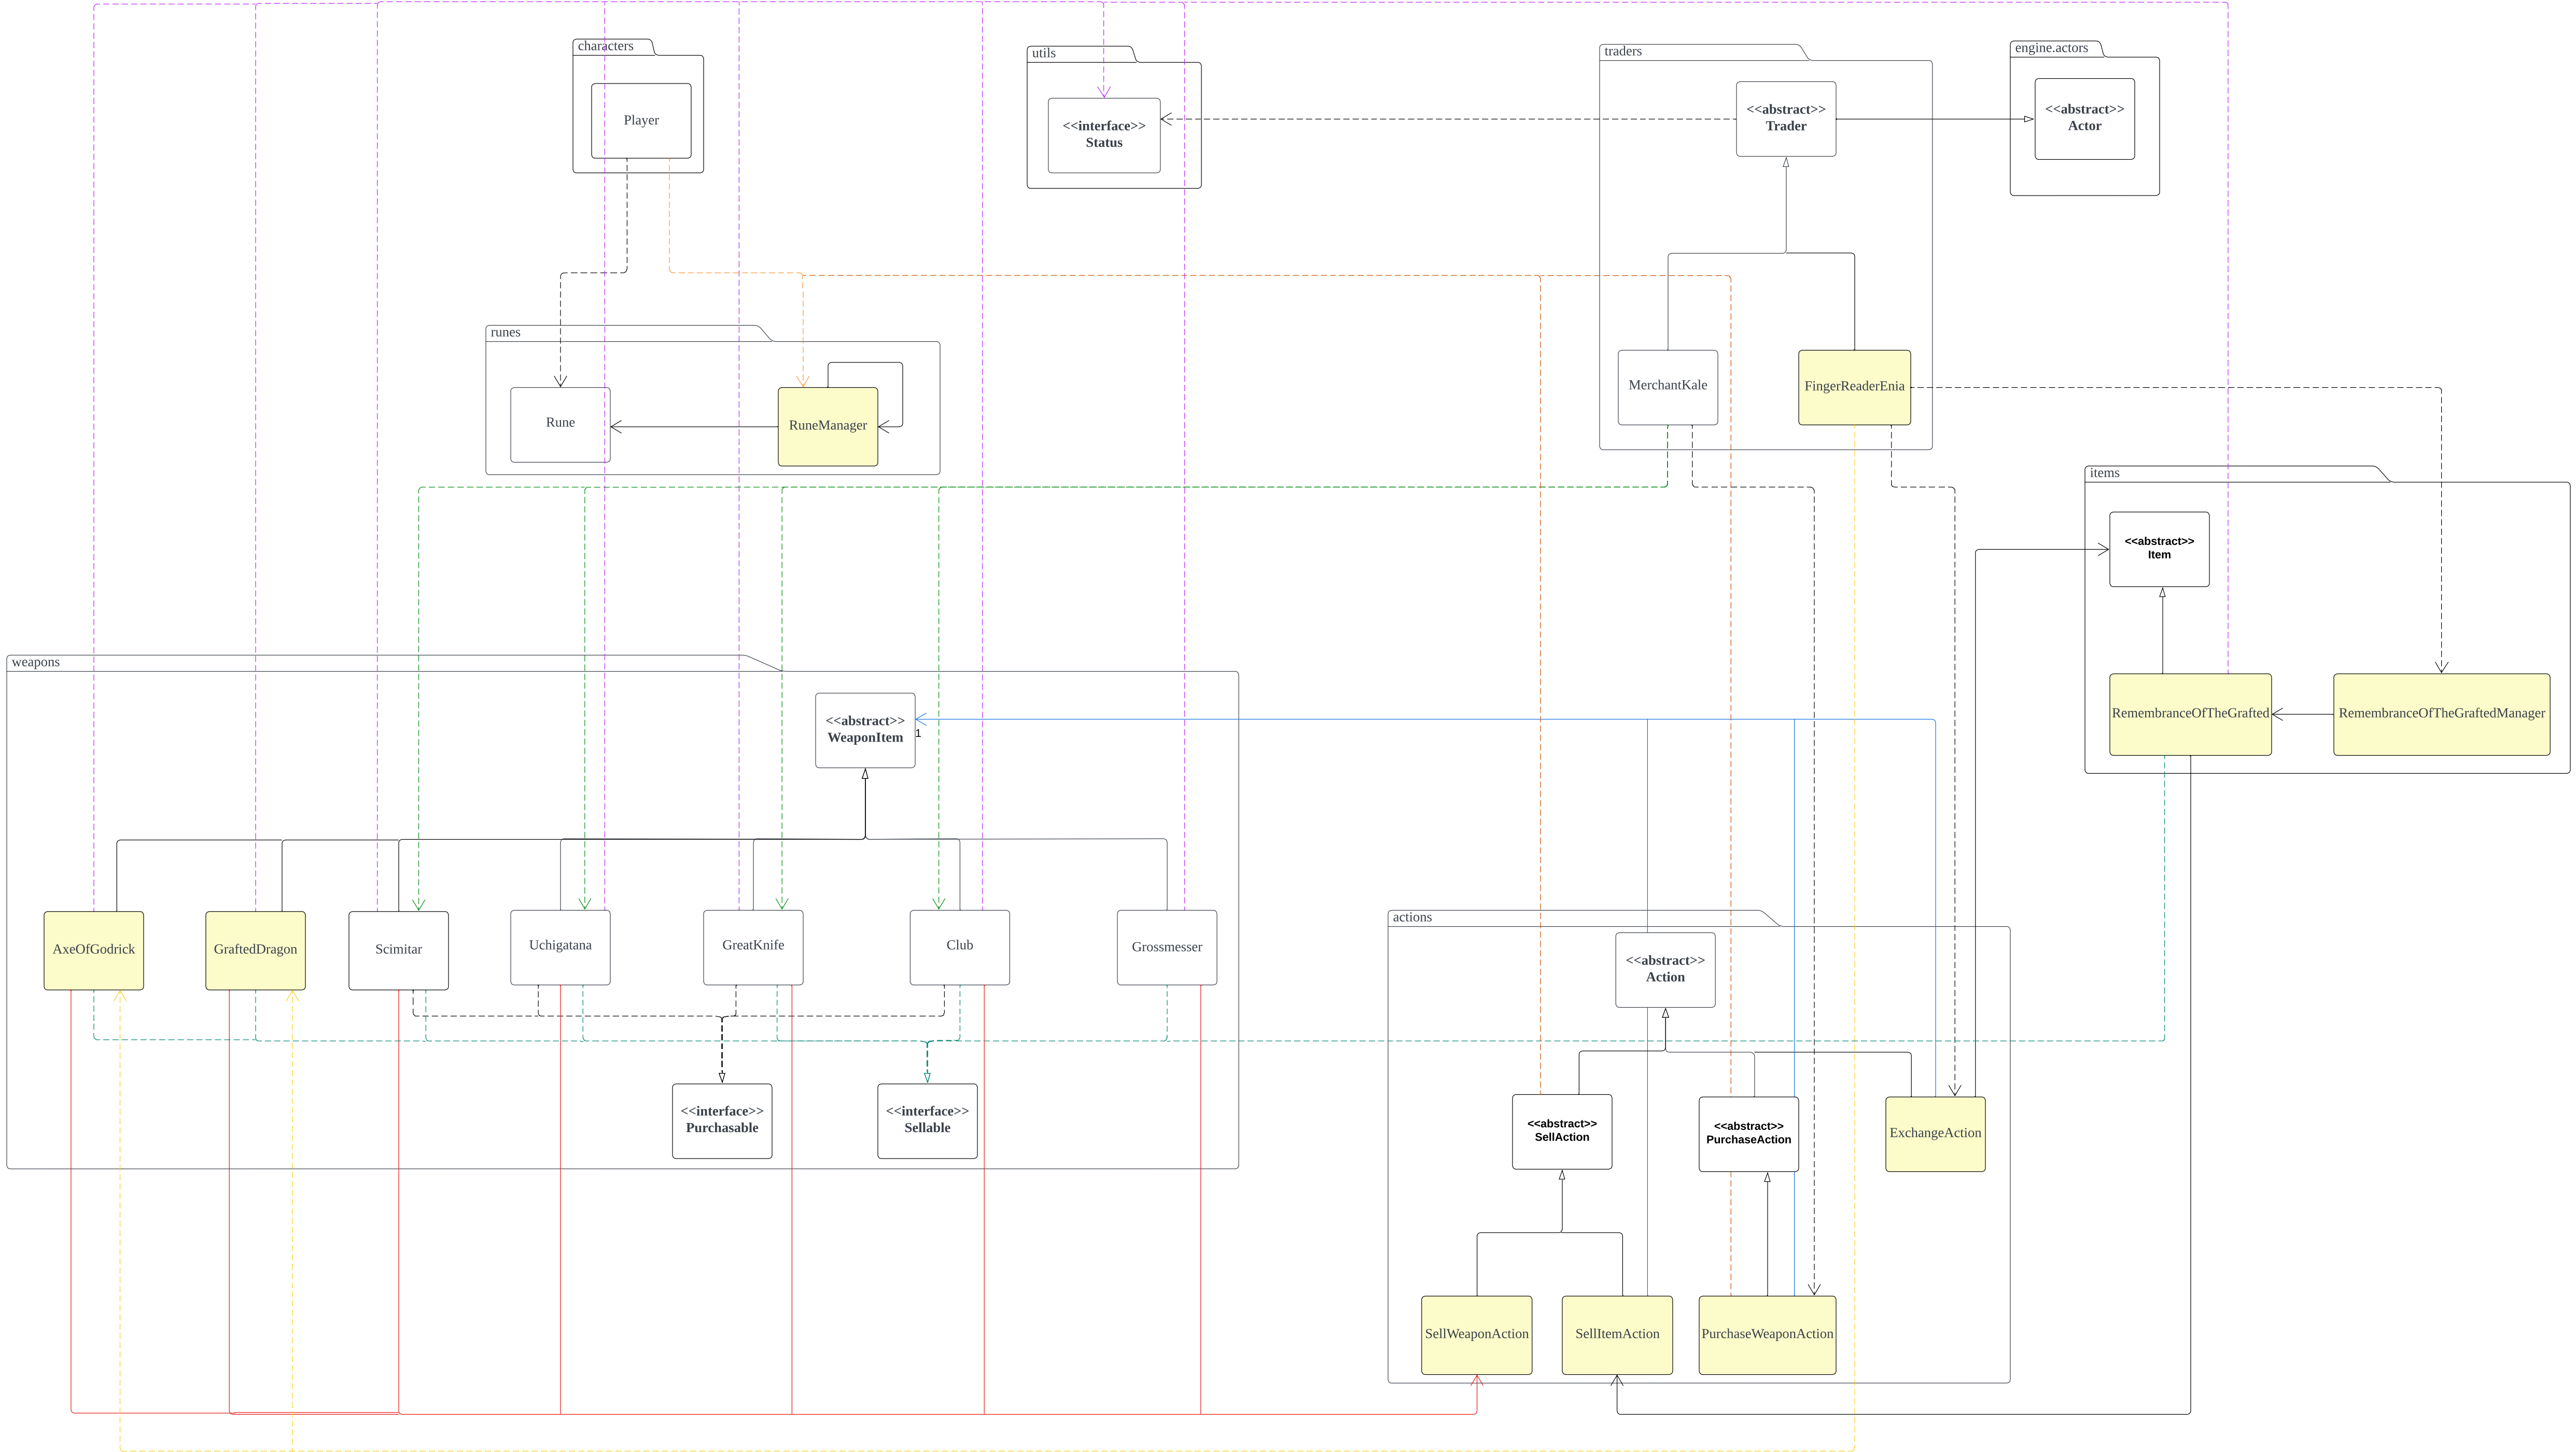 characters
Player
utils
<<interface>>
Status
traders
<<abstract>>
Trader
engine.actors
<<abstract>>
Actor
runes
Rune
RuneManager
MerchantKale
FingerReaderEnia
items
<<abstract>>
Item
RemembranceOfTheGrafted
RemembranceOfTheGraftedManager
weapons
<<abstract>>
WeaponItem
1
AxeOfGodrick
GraftedDragon
Scimitar
Uchigatana
GreatKnife
Club
Grossmesser
<<interface>>
Purchasable
<<interface>>
Sellable
actions
<<abstract>>
Action
<<abstract>>
SellAction
<<abstract>>
PurchaseAction
ExchangeAction
SellWeaponAction
SellItemAction
PurchaseWeaponAction